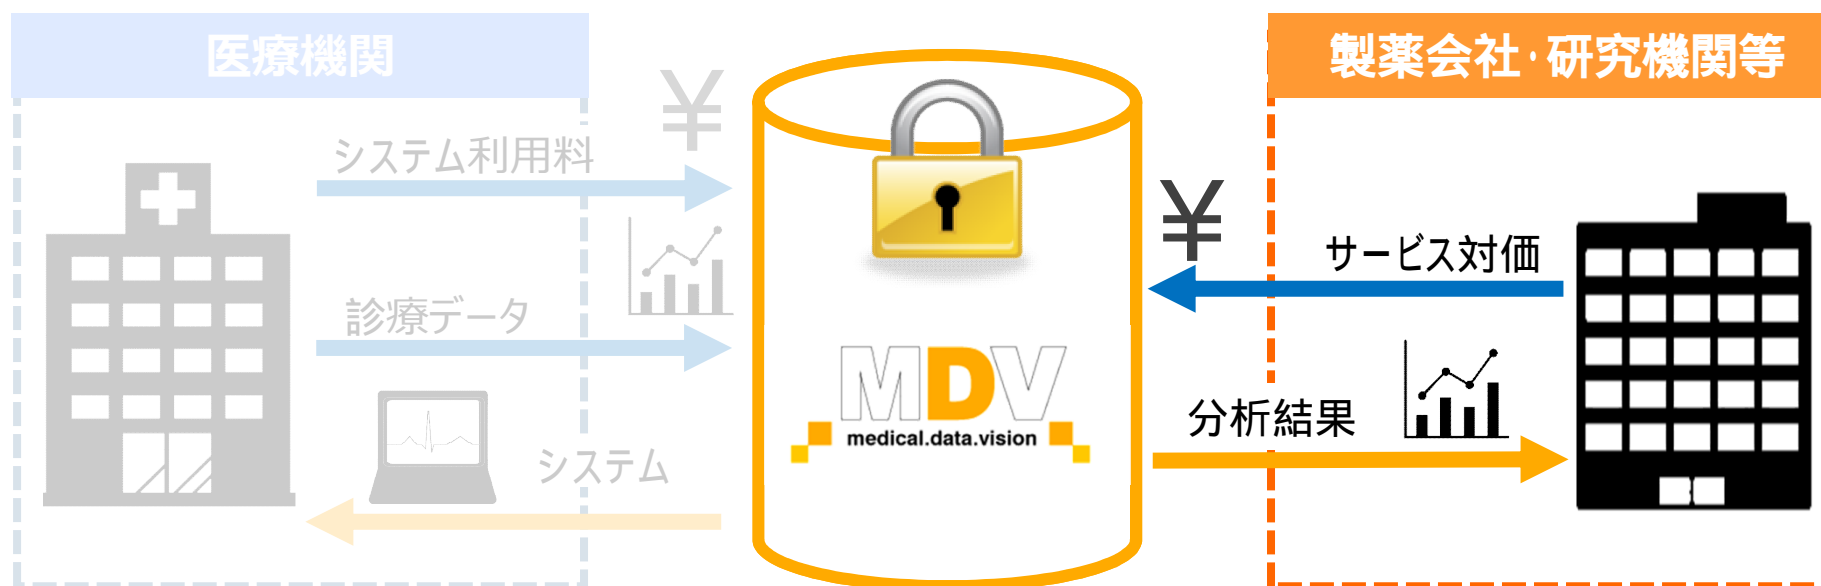 医療機関
製薬会社・研究機関等
¥
システム利用料
¥
サービス対価
診療データ
MDV
medical.data.vision
分析結果
システム